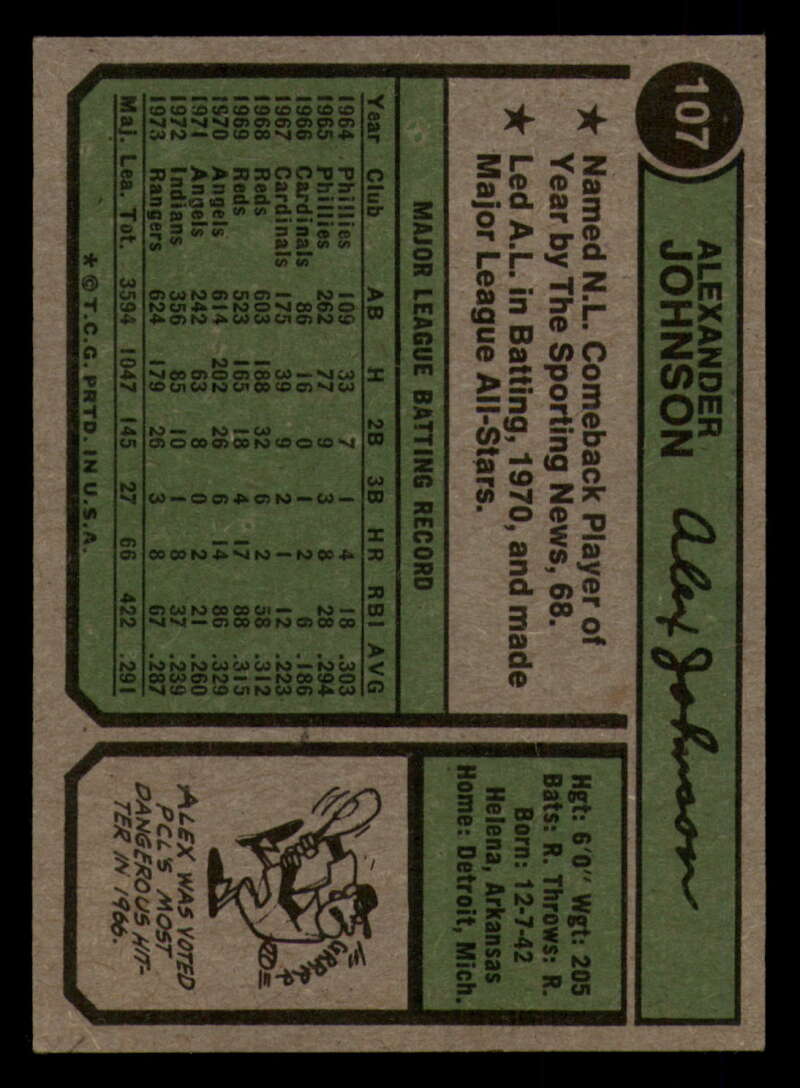 107
ALEXANDER
JOHNSON
Alex Johnson
★ Named N.L. Comeback Player of
Year by The Sporting News, 68.
★ Led A.L. in Batting, 1970, and made
Major League All-Stars.
MAJOR LEAGUE BATTING RECORD
Year Club AB H 2B 3B HR RBI AVG
1964 Phillies 109 33 7 1 4 18 .303
1965 Phillies 262 77 9 3 8 28 .294
1966 Cardinals 86 16 0 1 2 6 .186
1967 Cardinals 175 39 9 2 1 12 .223
1968 Reds 603 188 32 6 2 58 .312
1969 Reds 523 165 18 4 17 88 .315
1970 Angels 614 202 26 6 14 86 .329
1971 Angels 242 63 8 0 2 21 .260
1972 Indians 356 85 10 1 8 37 .239
1973 Rangers 624 179 26 3 8 67 .287
Maj. Lea. Tot. 3594 1047 145 27 66 422 .291
* © T.C.G. PRTD. IN U.S.A.
Hgt: 6'0" Wgt: 205
Bats: R. Throws: R.
Born: 12-7-42
Helena, Arkansas
Home: Detroit, Mich.
GRRR
ALEX WAS VOTED
PCL'S MOST
DANGEROUS HIT-
TER IN 1966.